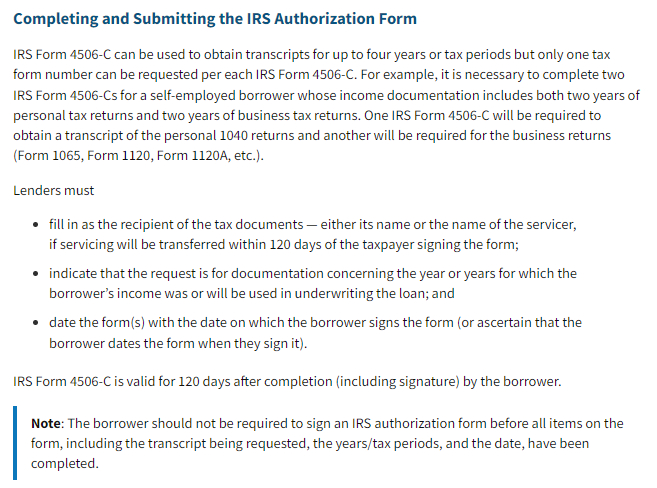 Completing and Submitting the IRS Authorization Form
IRS Form 4506-C can be used to obtain transcripts for up to four years or tax periods but only one tax
form number can be requested per each IRS Form 4506-C. For example, it is necessary to complete two
IRS Form 4506-Cs for a self-employed borrower whose income documentation includes both two years of
personal tax returns and two years of business tax returns. One IRS Form 4506-C will be required to
obtain a transcript of the personal 1040 returns and another will be required for the business returns
(Form 1065, Form 1120, Form 1120A, etc.).
Lenders must
• fill in as the recipient of the tax documents — either its name or the name of the servicer,
if servicing will be transferred within 120 days of the taxpayer signing the form;
• indicate that the request is for documentation concerning the year or years for which the
borrower's income was or will be used in underwriting the loan; and
• date the form(s) with the date on which the borrower signs the form (or ascertain that the
borrower dates the form when they sign it).
IRS Form 4506-C is valid for 120 days after completion (including signature) by the borrower.
Note: The borrower should not be required to sign an IRS authorization form before all items on the
form, including the transcript being requested, the years/tax periods, and the date, have been
completed.